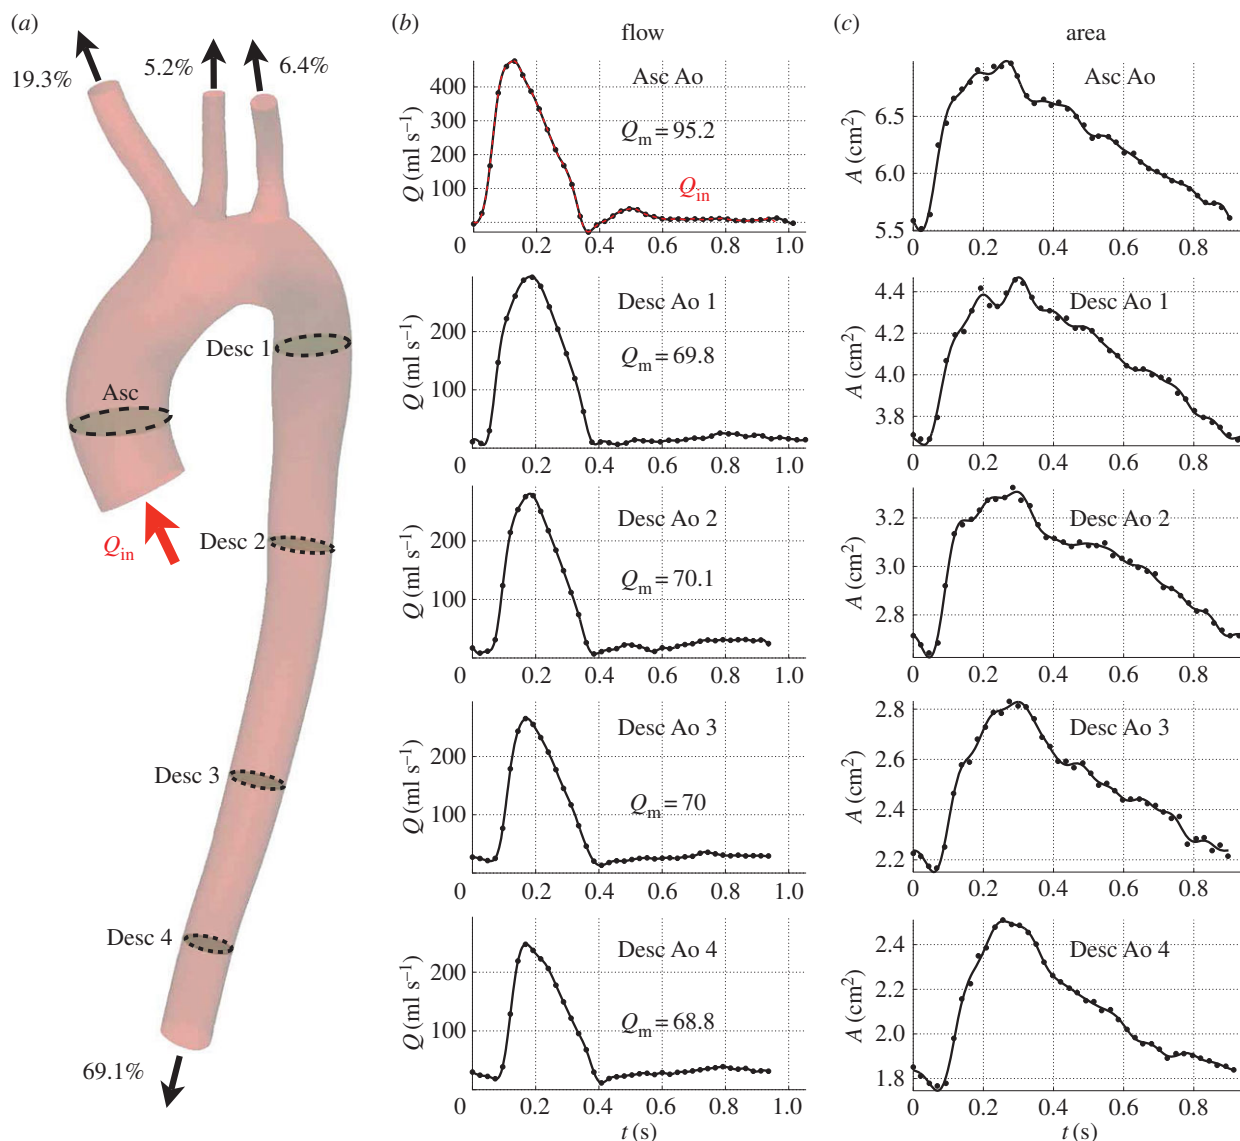 (a)
19.3%
5.2%
6.4%
Desc 1
Asc
Q_in
Desc 2
Desc 3
Desc 4
69.1%
(b)
flow
Asc Ao
Q_m = 95.2
Q_in
Q (ml s⁻¹)
400
300
200
100
0
0 0.2 0.4 0.6 0.8 1.0
Desc Ao 1
Q_m = 69.8
Q (ml s⁻¹)
200
100
0 0.2 0.4 0.6 0.8 1.0
Desc Ao 2
Q_m = 70.1
Q (ml s⁻¹)
200
100
0 0.2 0.4 0.6 0.8 1.0
Desc Ao 3
Q_m = 70
Q (ml s⁻¹)
200
100
0 0.2 0.4 0.6 0.8 1.0
Desc Ao 4
Q_m = 68.8
Q (ml s⁻¹)
200
100
0 0.2 0.4 0.6 0.8 1.0
t (s)
(c)
area
Asc Ao
A (cm²)
6.5
6.0
5.5
0 0.2 0.4 0.6 0.8
Desc Ao 1
A (cm²)
4.4
4.2
4.0
3.8
0 0.2 0.4 0.6 0.8
Desc Ao 2
A (cm²)
3.2
3.0
2.8
0 0.2 0.4 0.6 0.8
Desc Ao 3
A (cm²)
2.8
2.6
2.4
2.2
0 0.2 0.4 0.6 0.8
Desc Ao 4
A (cm²)
2.4
2.2
2.0
1.8
0 0.2 0.4 0.6 0.8
t (s)